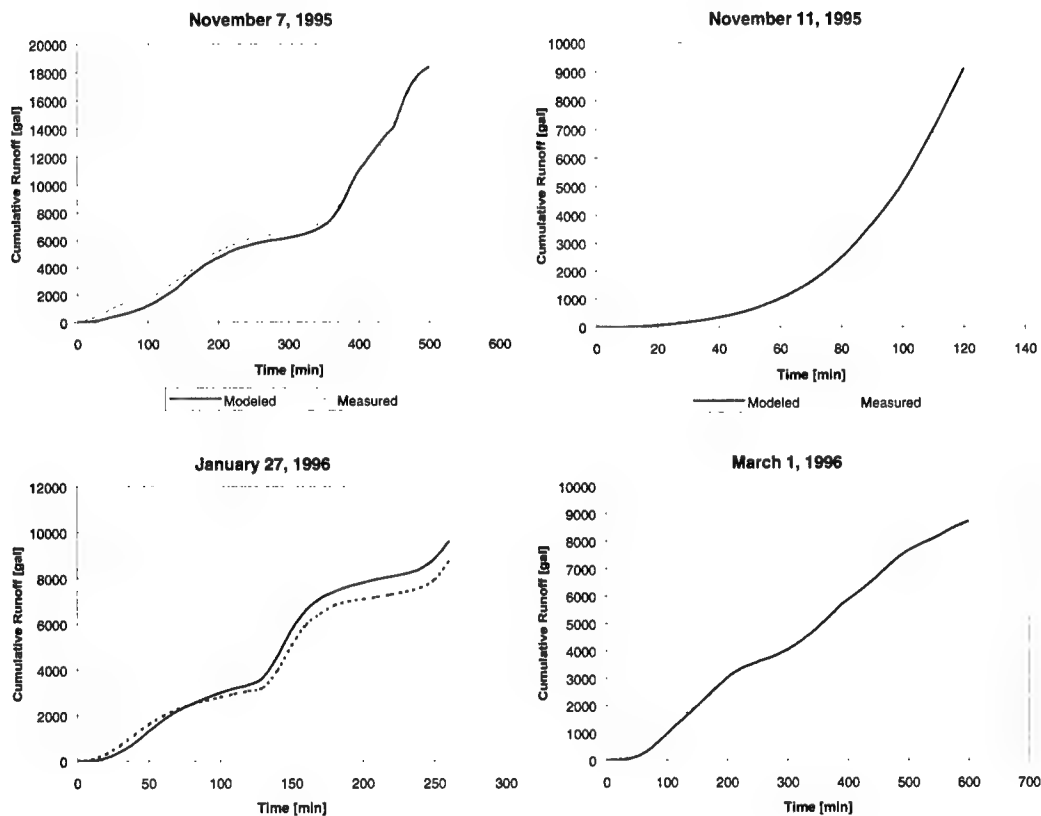 November 7, 1995
20000
18000
16000
14000
12000
10000
8000
6000
4000
2000
0
Cumulative Runoff [gal]
0 100 200 300 400 500 600
Time [min]
Modeled Measured
November 11, 1995
10000
9000
8000
7000
6000
5000
4000
3000
2000
1000
0
Cumulative Runoff [gal]
0 20 40 60 80 100 120 140
Time [min]
Modeled Measured
January 27, 1996
12000
10000
8000
6000
4000
2000
0
Cumulative Runoff [gal]
0 50 100 150 200 250 300
Time [min]
March 1, 1996
10000
9000
8000
7000
6000
5000
4000
3000
2000
1000
0
Cumulative Runoff [gal]
0 100 200 300 400 500 600 700
Time [min]